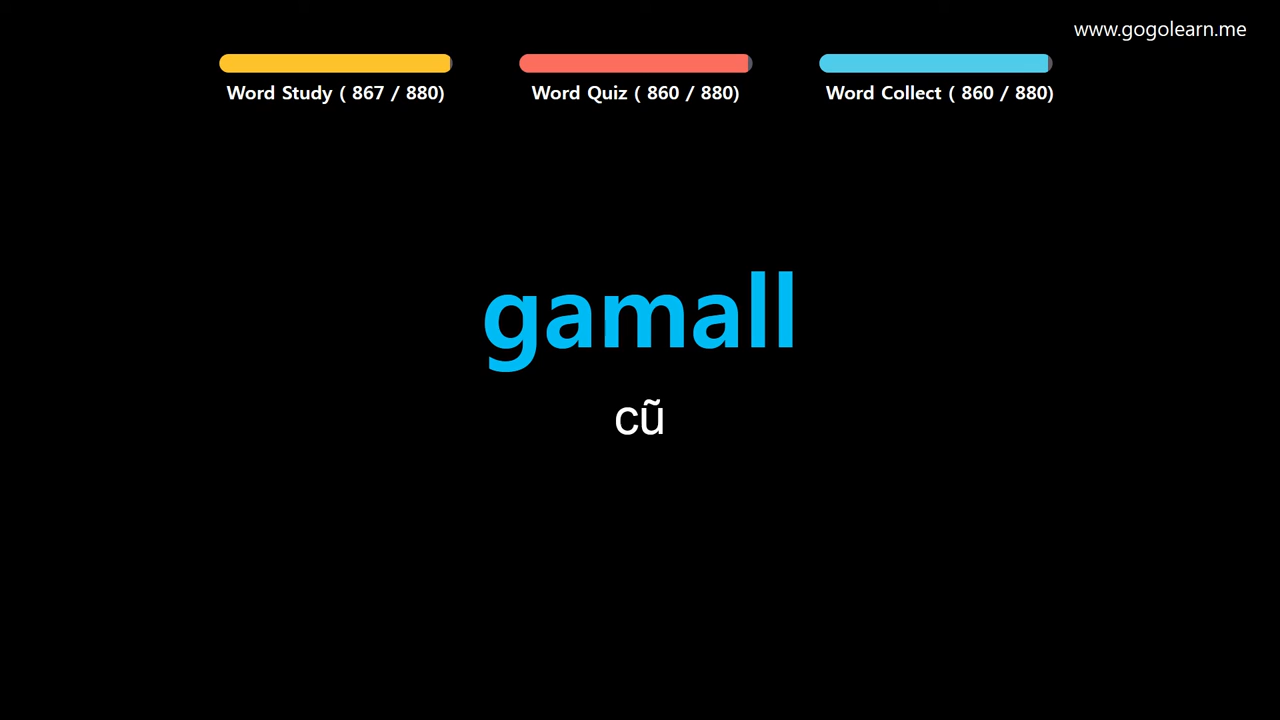 www.gogolearn.me
Word Study ( 867 / 880)
Word Quiz ( 860 / 880)
Word Collect ( 860 / 880)
gamall
cũ